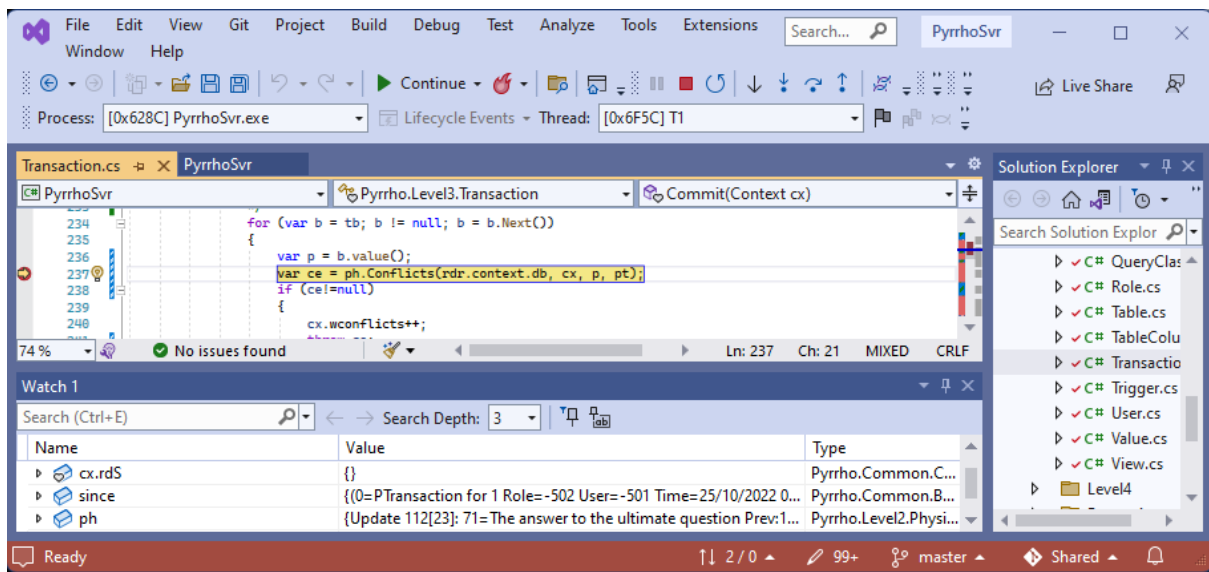 File Edit View Git Project Build Debug Test Analyze Tools Extensions Search... PyrrhoSvr
Window Help
Continue Live Share
Process: [0x628C] PyrrhoSvr.exe Lifecycle Events Thread: [0x6F5C] T1
Transaction.cs PyrrhoSvr
C# PyrrhoSvr Pyrrho.Level3.Transaction Commit(Context cx)
234 for (var b = tb; b != null; b = b.Next())
235 {
236 var p = b.value();
237 var ce = ph.Conflicts(rdr.context.db, cx, p, pt);
238 if (ce!=null)
239 {
240 cx.wconflicts++;
74 % No issues found Ln: 237 Ch: 21 MIXED CRLF
Watch 1
Search (Ctrl+E) Search Depth: 3
Name Value Type
cx.rdS {} Pyrrho.Common.C...
since {(0=PTransaction for 1 Role=-502 User=-501 Time=25/10/2022 0... Pyrrho.Common.B...
ph {Update 112[23]: 71=The answer to the ultimate question Prev:1... Pyrrho.Level2.Physi...
Solution Explorer
Search Solution Explor
C# QueryClas
C# Role.cs
C# Table.cs
C# TableColu
C# Transactio
C# Trigger.cs
C# User.cs
C# Value.cs
C# View.cs
Level4
Ready 2 / 0 99+ master Shared